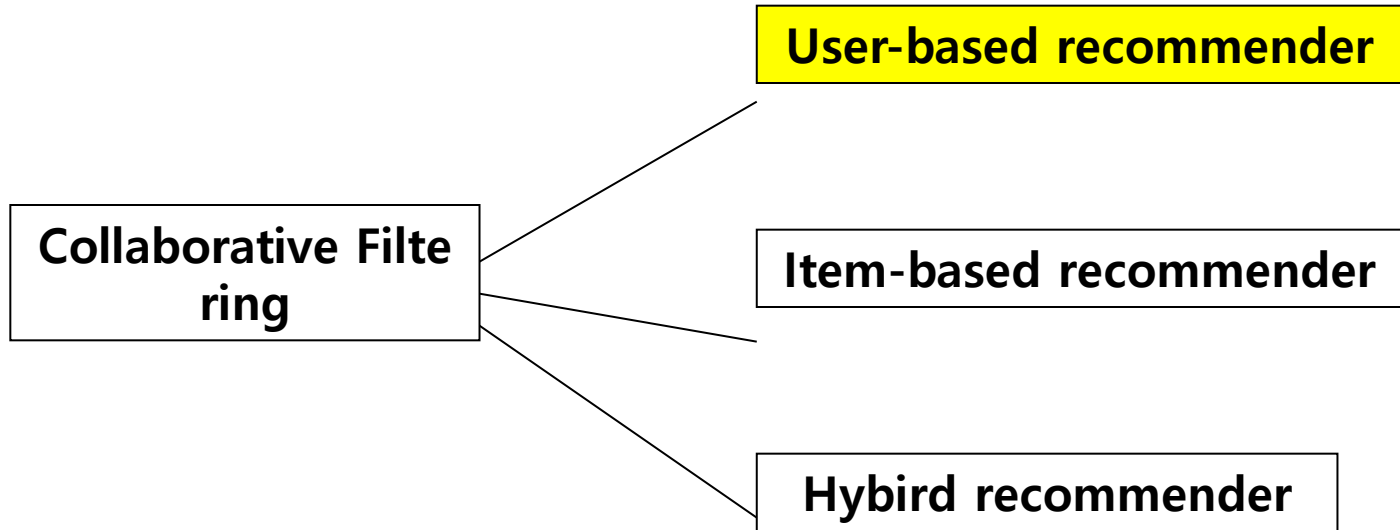 User-based recommender
Collaborative Filte
ring
Item-based recommender
Hybird recommender